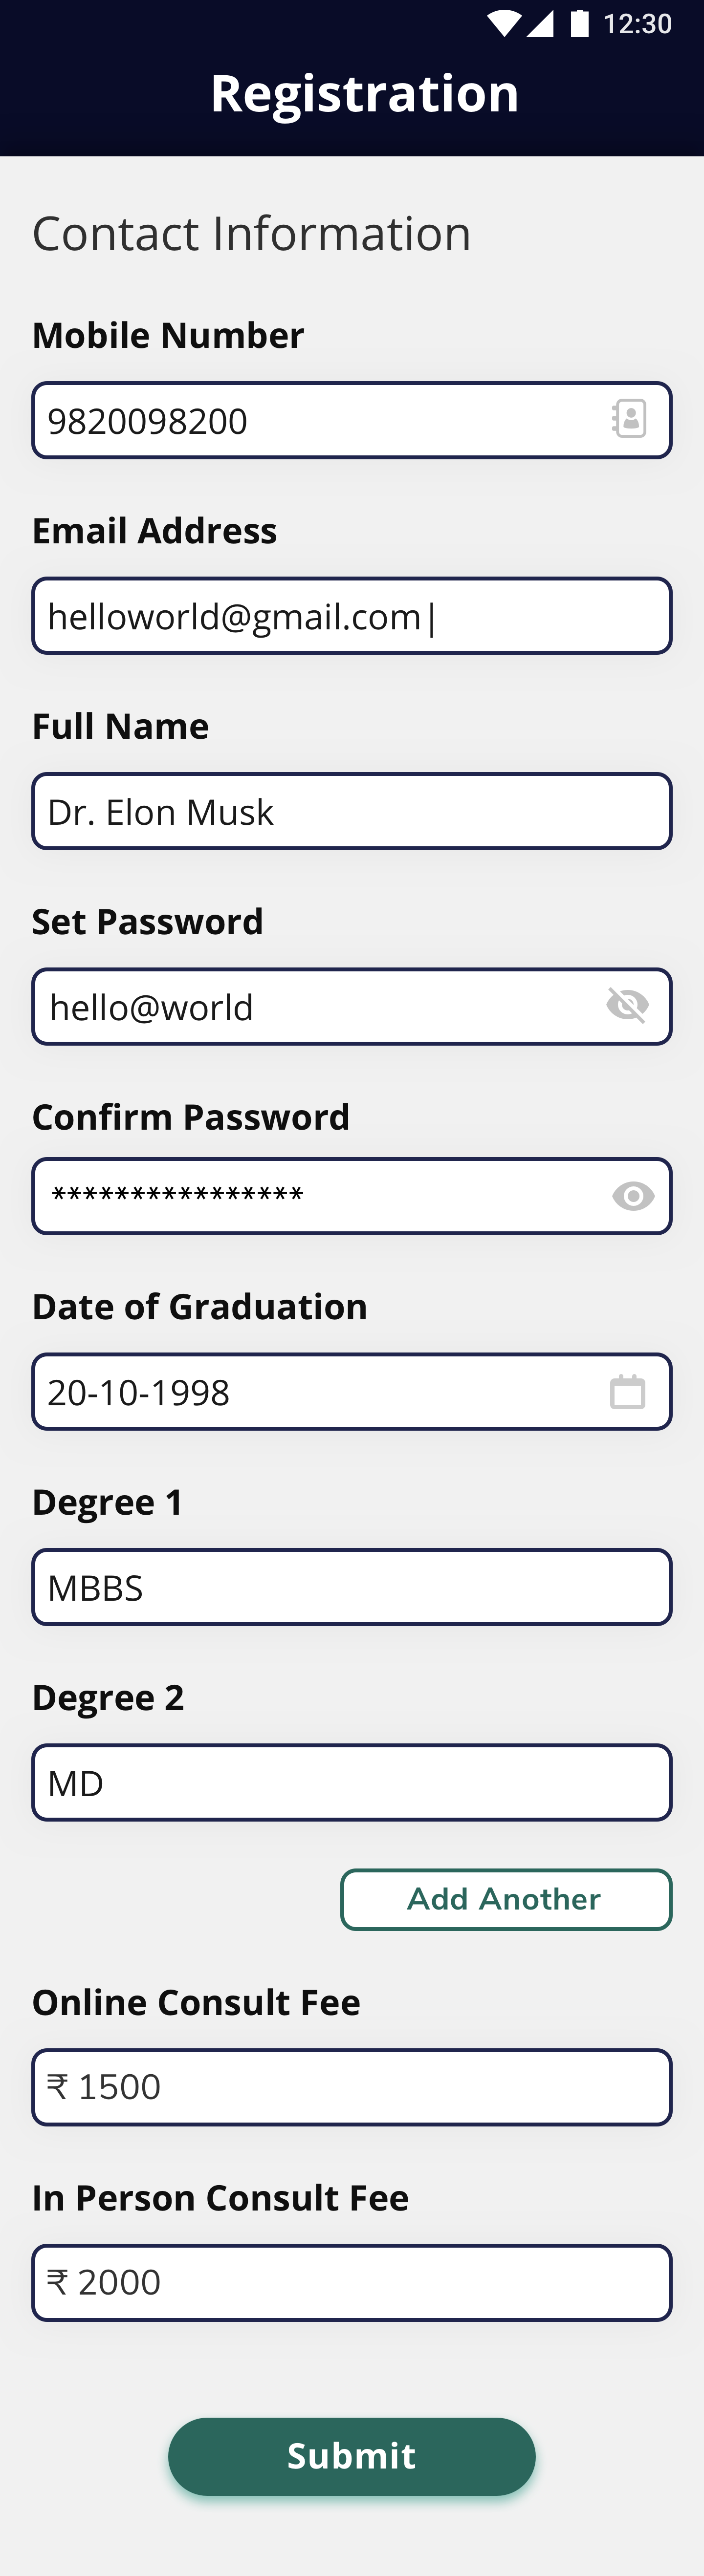 12:30
Registration
Contact Information
Mobile Number
9820098200
Email Address
helloworld@gmail.com|
Full Name
Dr. Elon Musk
Set Password
hello@world
Confirm Password
****************
Date of Graduation
20-10-1998
Degree 1
MBBS
Degree 2
MD
Add Another
Online Consult Fee
₹ 1500
In Person Consult Fee
₹ 2000
Submit